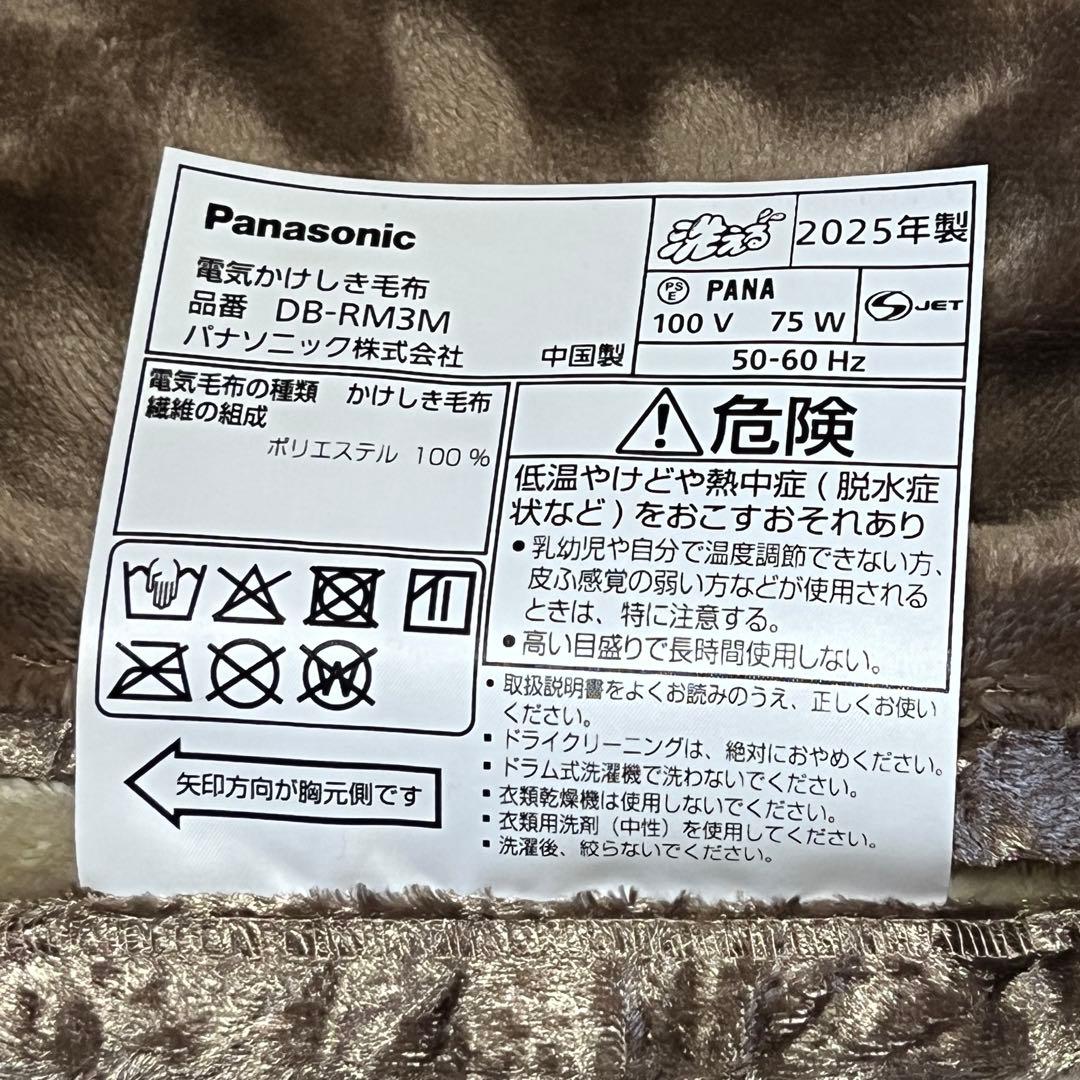 Panasonic
電気かけしき毛布
品番 DB-RM3M
パナソニック株式会社
中国製
洗える
2025年製
PSE PANA
100 V 75 W
S JET
50-60 Hz
電気毛布の種類 かけしき毛布
繊維の組成
ポリエステル 100 %
危険
低温やけどや熱中症 ( 脱水症
状など ) をおこすおそれあり
•乳幼児や自分で温度調節できない方、
皮ふ感覚の弱い方などが使用される
ときは、特に注意する。
•高い目盛りで長時間使用しない。
W
矢印方向が胸元側です
▪取扱説明書をよくお読みのうえ、正しくお使い
ください。
▪ドライクリーニングは、絶対におやめください。
▪ドラム式洗濯機で洗わないでください。
▪衣類乾燥機は使用しないでください。
▪衣類用洗剤（中性）を使用してください。
▪洗濯後、絞らないでください。